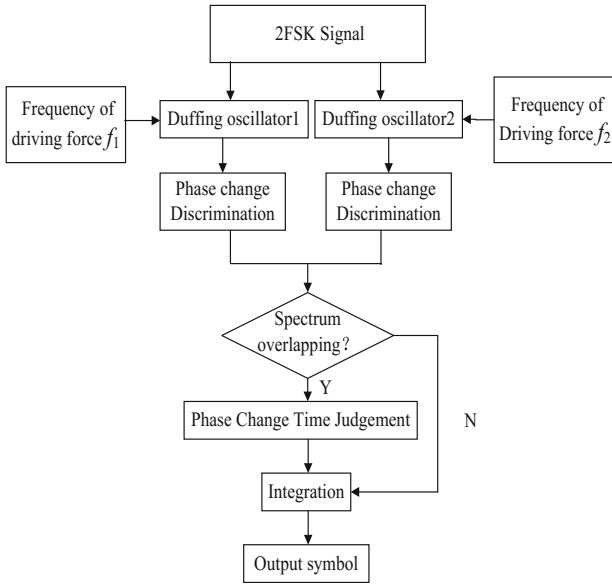 2FSK Signal
Frequency of
driving force f1
Duffing oscillator1
Duffing oscillator2
Frequency of
Driving force f2
Phase change
Discrimination
Phase change
Discrimination
Spectrum
overlapping?
Y
Phase Change Time Judgement
N
Integration
Output symbol